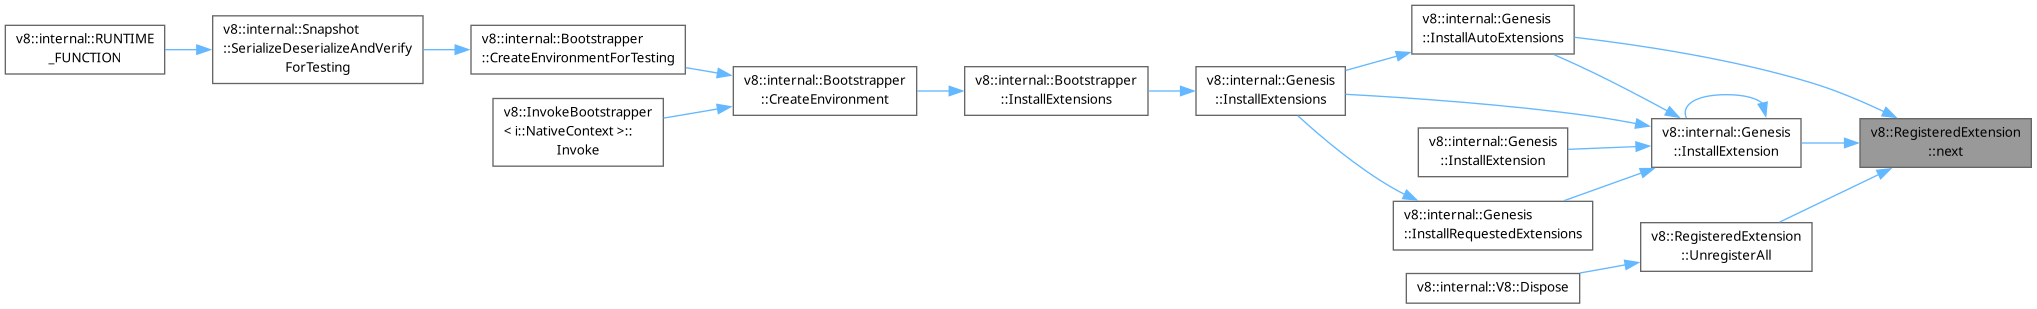 v8::internal::RUNTIME
_FUNCTION
v8::internal::Snapshot
::SerializeDeserializeAndVerify
ForTesting
v8::internal::Bootstrapper
::CreateEnvironmentForTesting
v8::InvokeBootstrapper
< i::NativeContext >::
Invoke
v8::internal::Bootstrapper
::CreateEnvironment
v8::internal::Bootstrapper
::InstallExtensions
v8::internal::Genesis
::InstallExtensions
v8::internal::Genesis
::InstallAutoExtensions
v8::internal::Genesis
::InstallExtension
v8::internal::Genesis
::InstallRequestedExtensions
v8::internal::V8::Dispose
v8::internal::Genesis
::InstallExtension
v8::RegisteredExtension
::UnregisterAll
v8::RegisteredExtension
::next